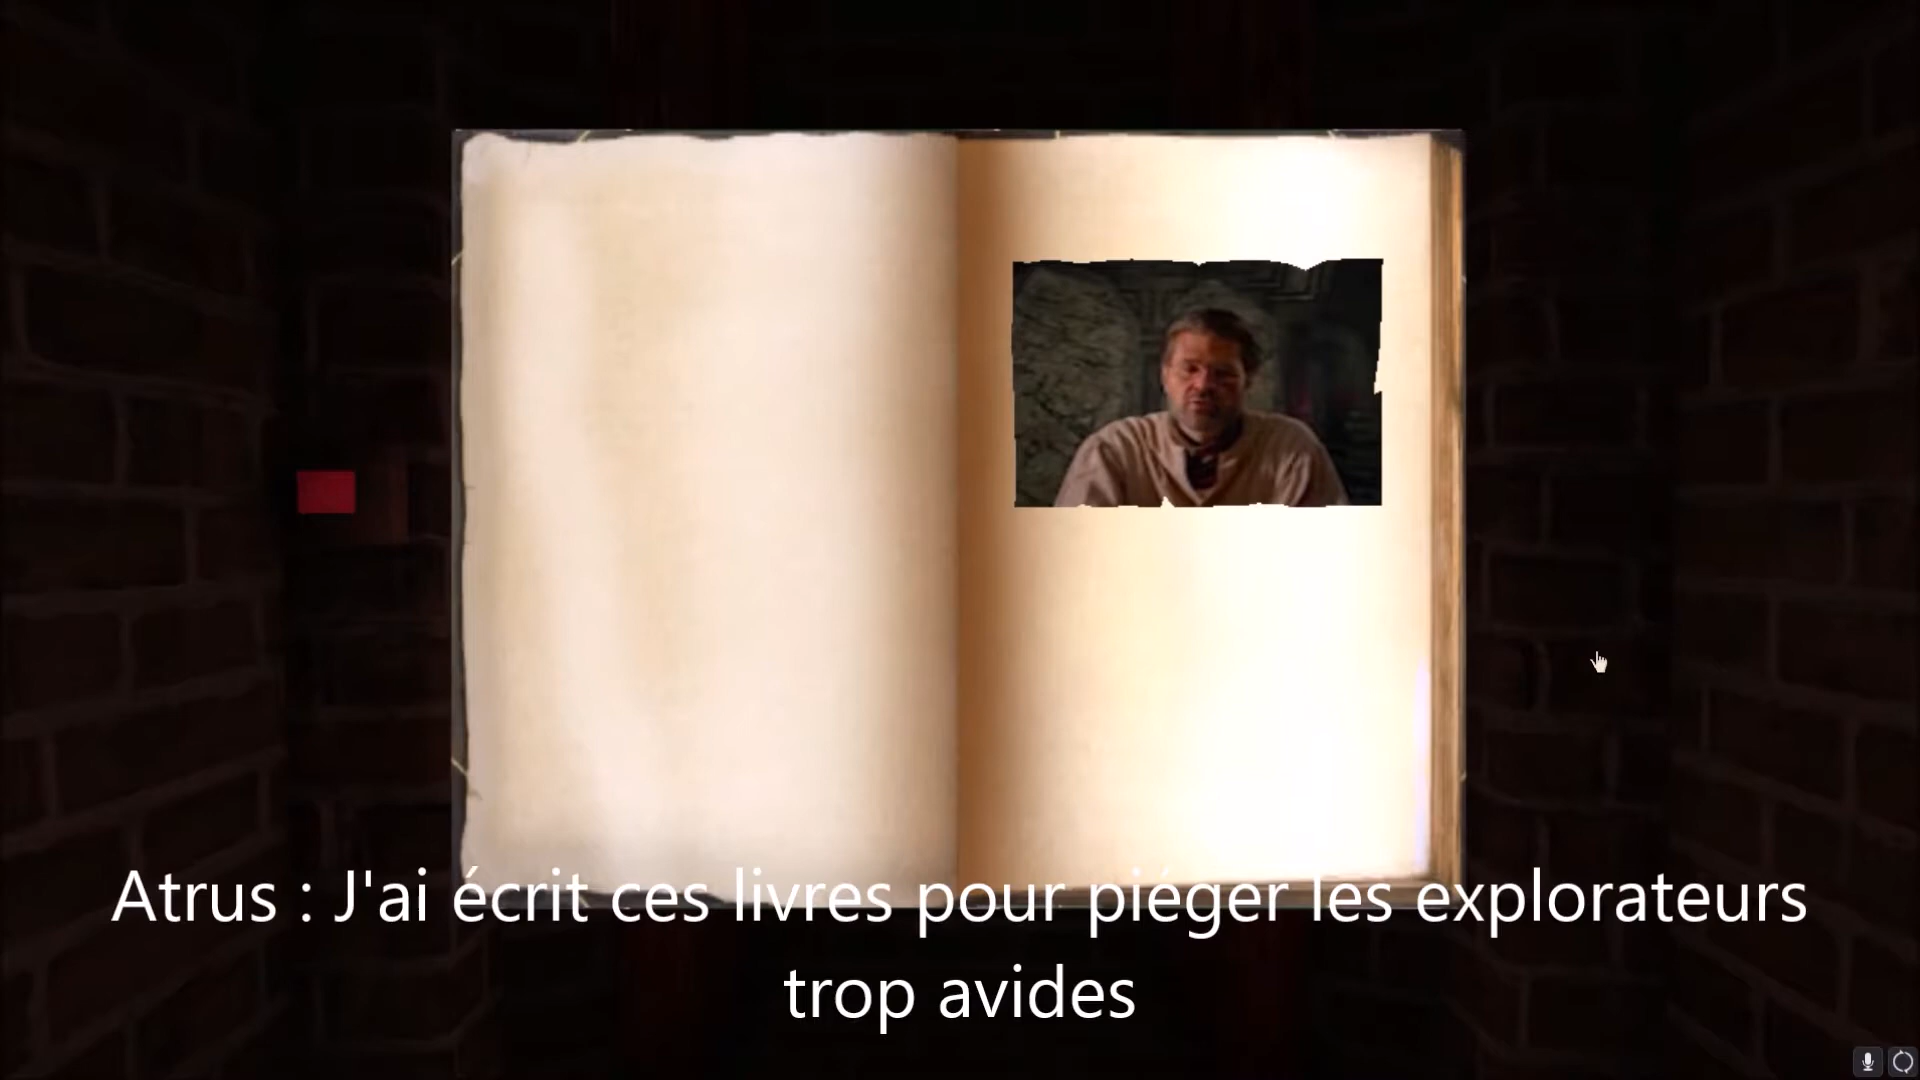 Atrus : J'ai écrit ces livres pour piéger les explorateurs
trop avides